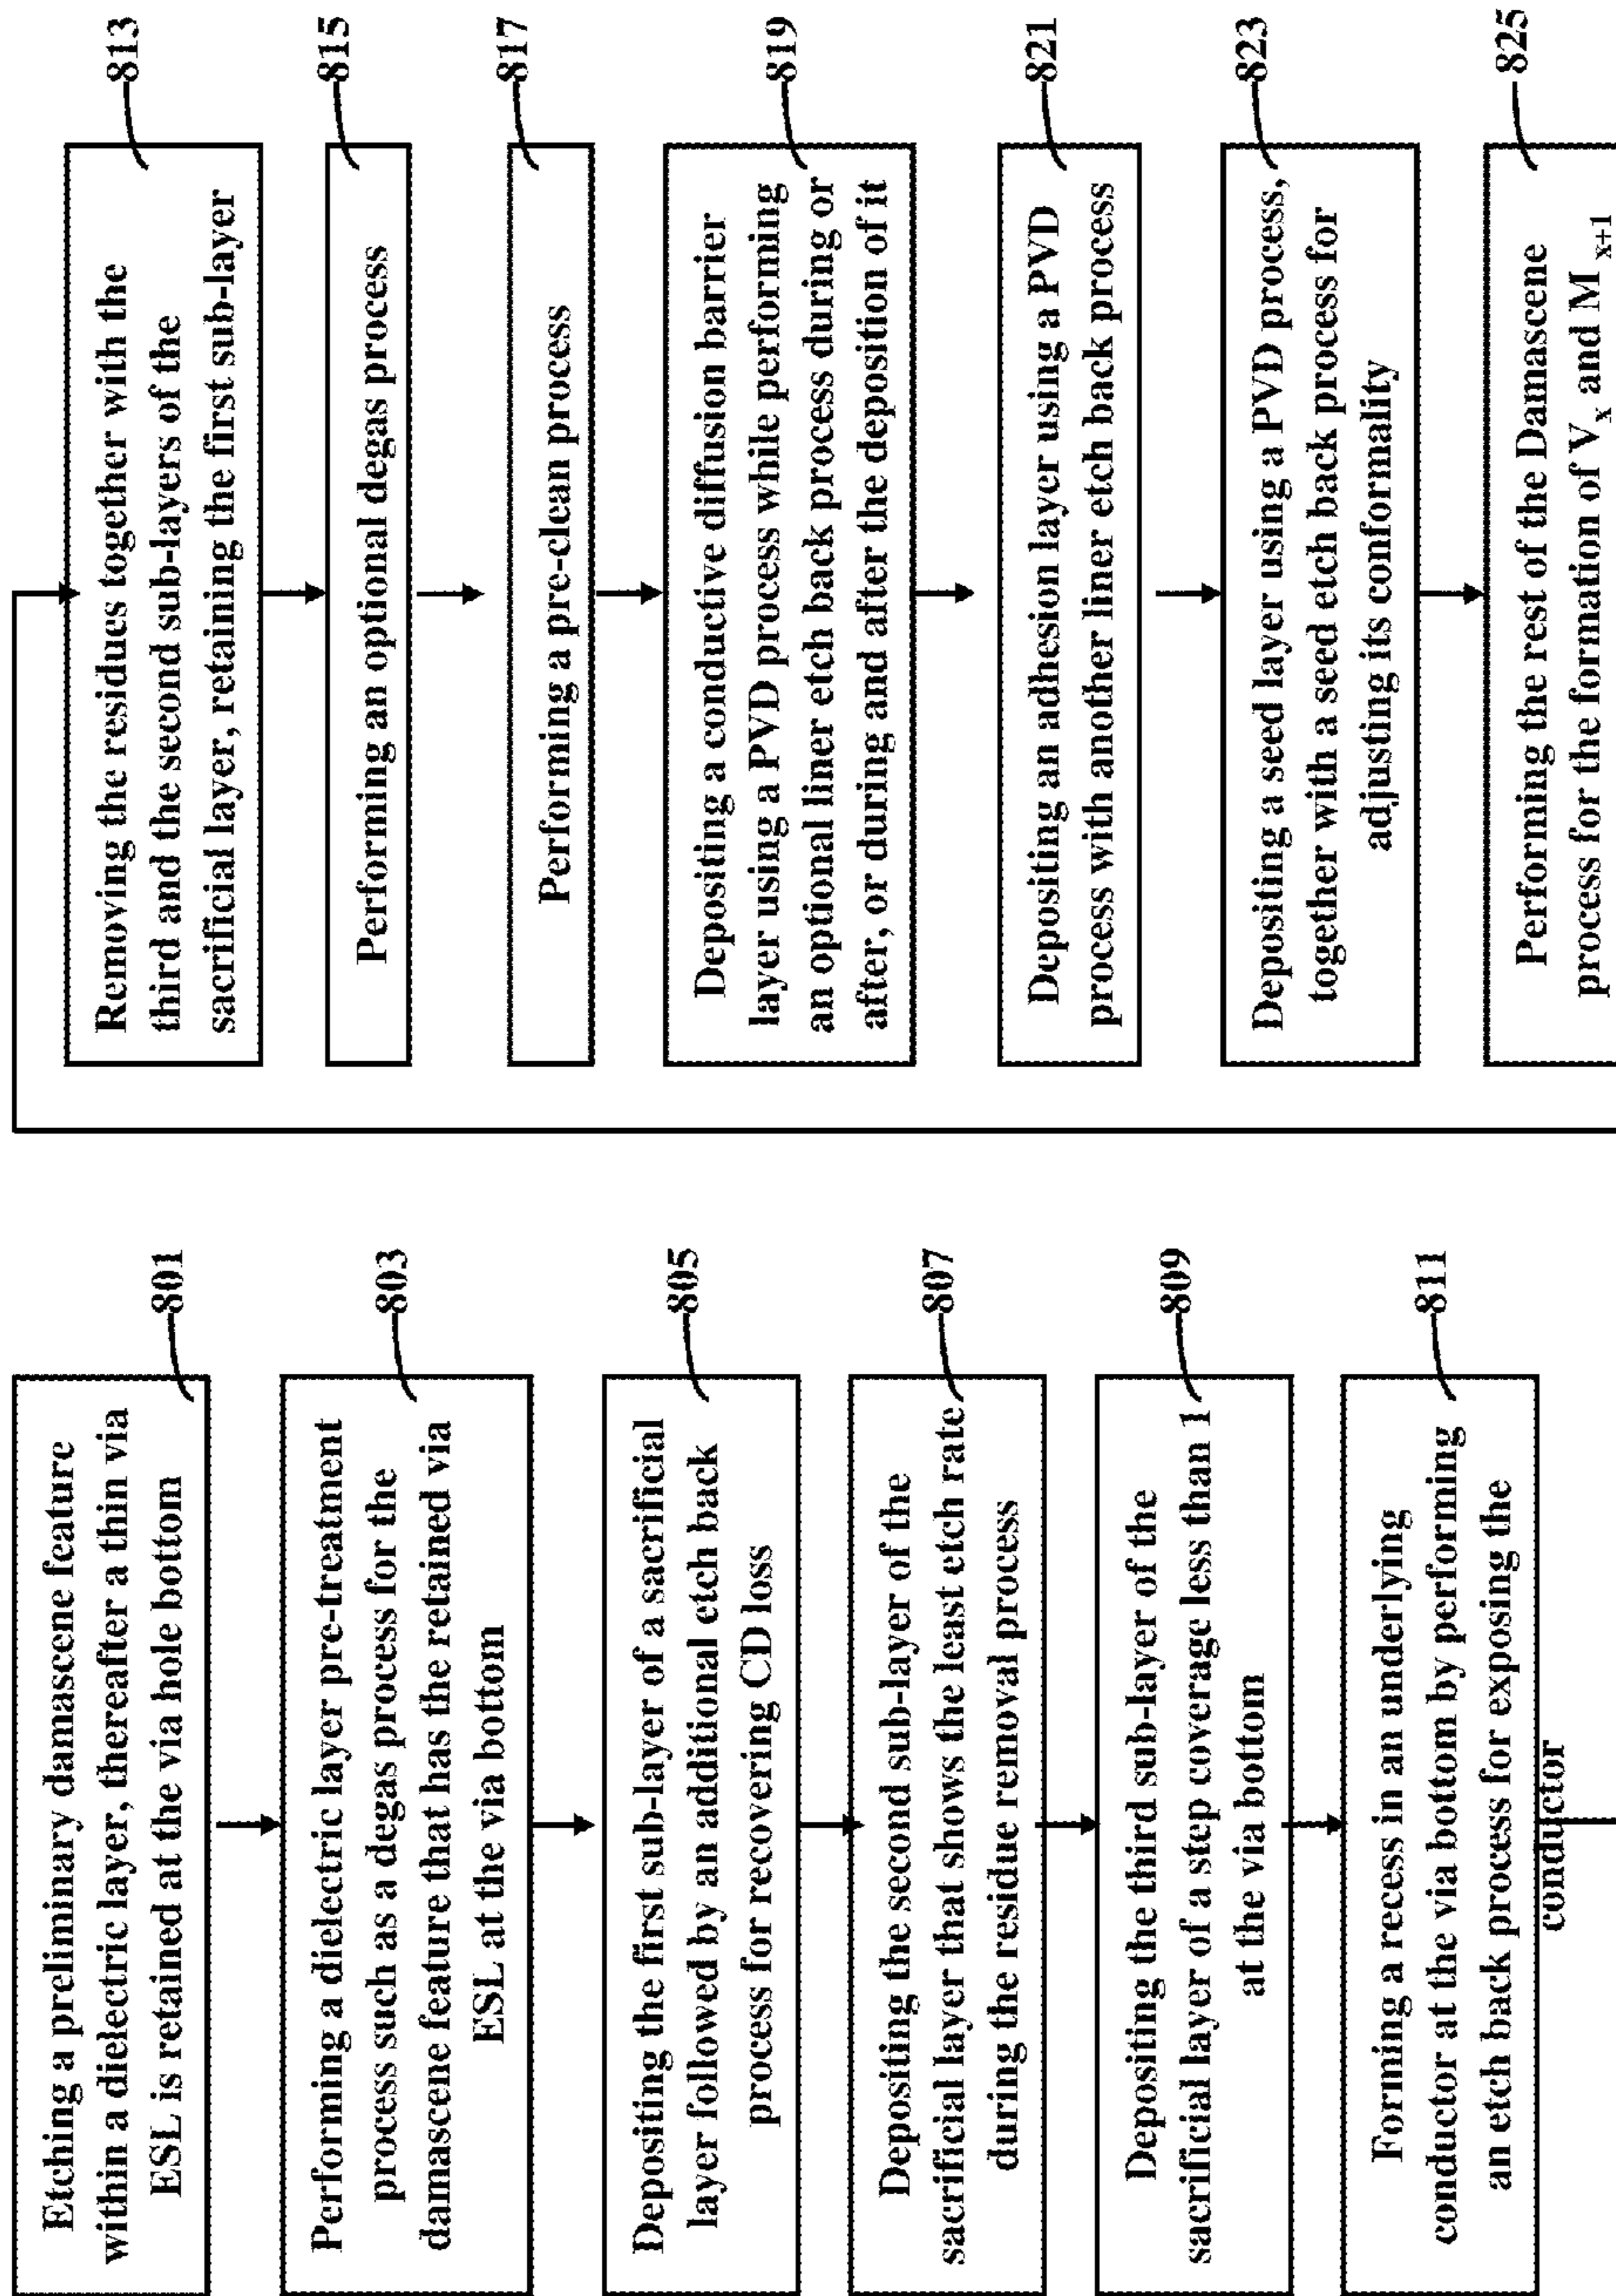 Etching a preliminary damascene feature
within a dielectric layer, thereafter a thin via
ESL is retained at the via hole bottom
801
Performing a dielectric layer pre-treatment
process such as a degas process for the
damascene feature that has the retained via
ESL at the via bottom
803
Depositing the first sub-layer of a sacrificial
layer followed by an additional etch back
process for recovering CD loss
805
Depositing the second sub-layer of the
sacrificial layer that shows the least etch rate
during the residue removal process
807
Depositing the third sub-layer of the
sacrificial layer of a step coverage less than 1
at the via bottom
809
Forming a recess in an underlying
conductor at the via bottom by performing
an etch back process for exposing the
conductor
811
Removing the residues together with the
third and the second sub-layers of the
sacrificial layer, retaining the first sub-layer
813
Performing an optional degas process
815
Performing a pre-clean process
817
Depositing a conductive diffusion barrier
layer using a PVD process while performing
an optional liner etch back process during or
after, or during and after the deposition of it
819
Depositing an adhesion layer using a PVD
process with another liner etch back process
821
Depositing a seed layer using a PVD process,
together with a seed etch back process for
adjusting its conformality
823
Performing the rest of the Damascene
process for the formation of Vx and Mx+1
825